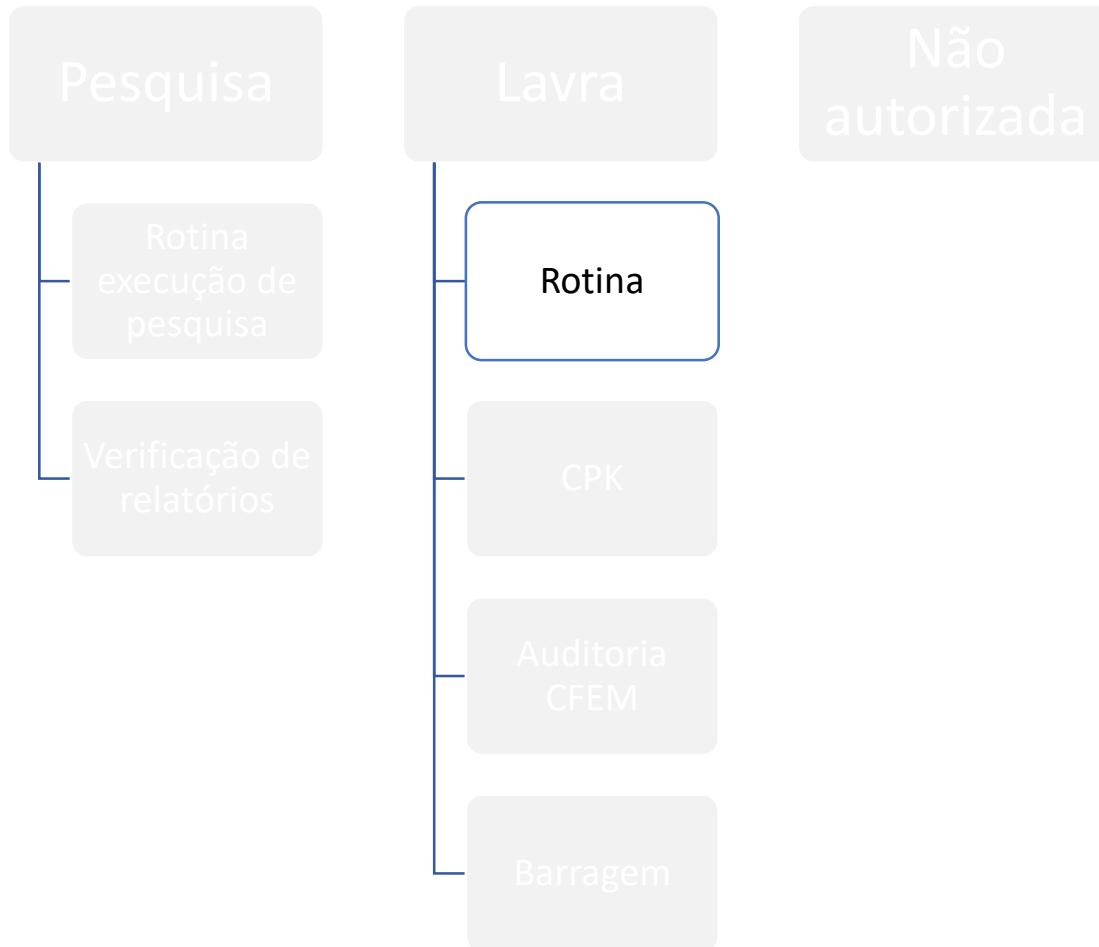 Pesquisa
Rotina
execução de
pesquisa
Verificação de
relatórios
Lavra
Rotina
CPK
Auditoria
CFEM
Barragem
Não
autorizada